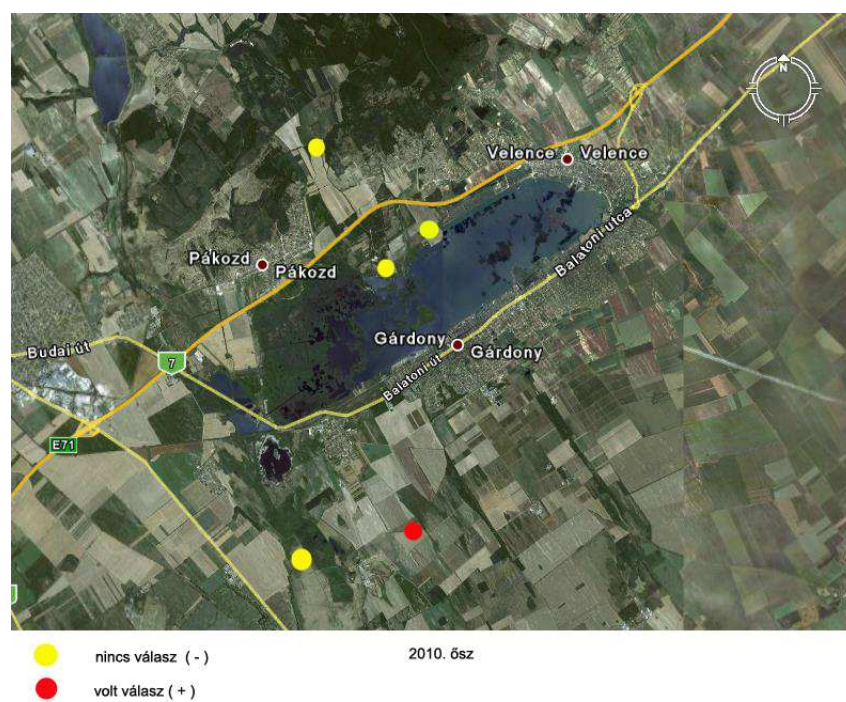 N
Velence Velence
Pákozd Pákozd
Balatoni utca
Gárdony Gárdony
Budai út
7
Balatoni út
E71
nincs válasz ( - )
2010. ősz
volt válasz ( + )